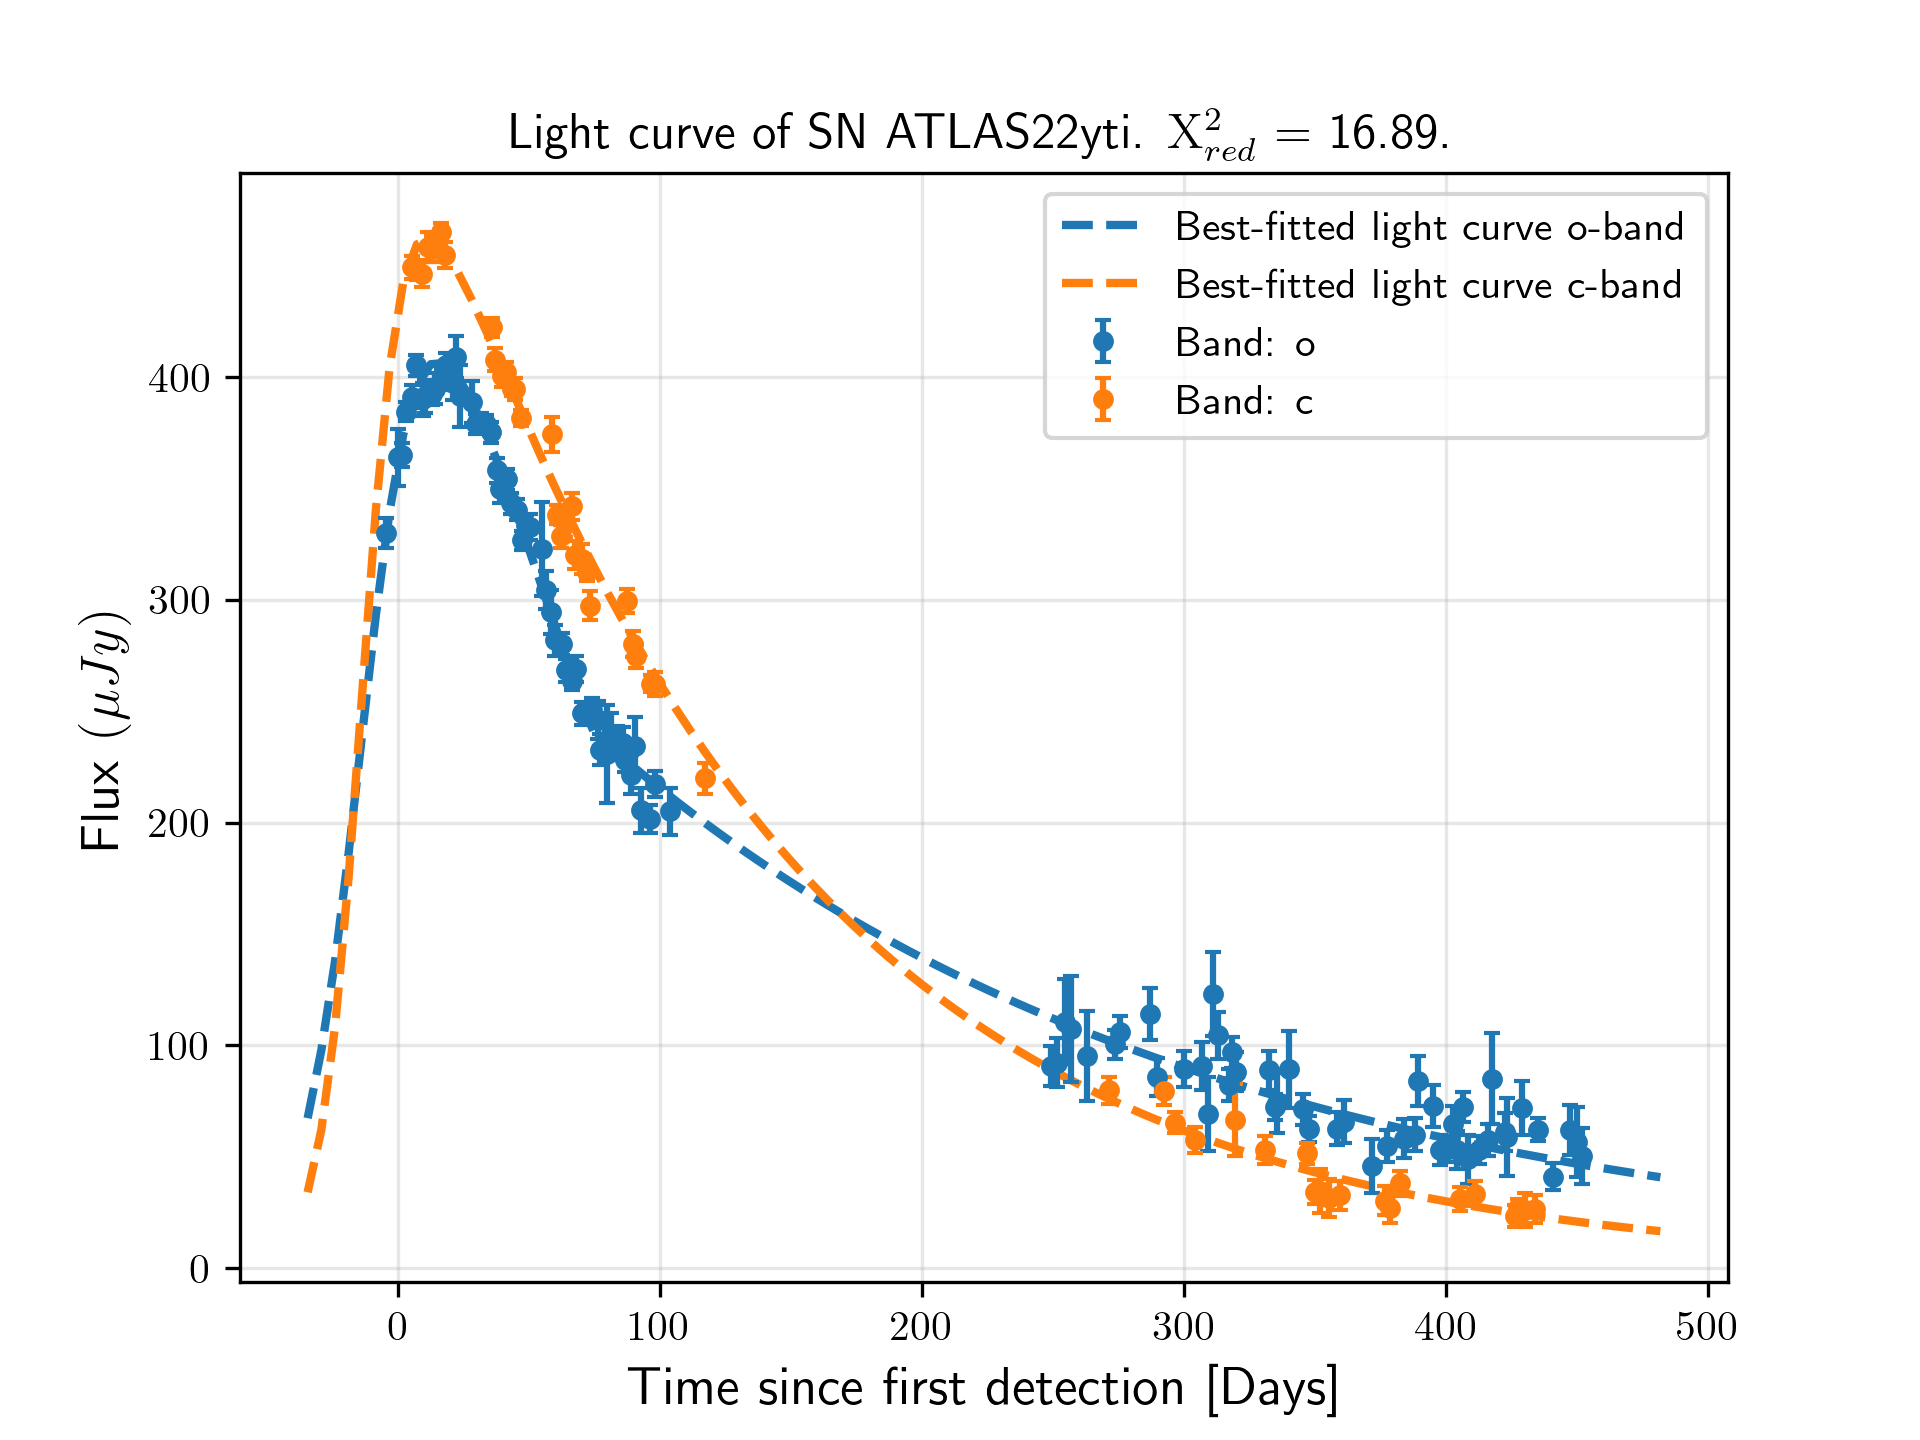 Light curve of SN ATLAS22yti. X²_red = 16.89.
Best-fitted light curve o-band
Best-fitted light curve c-band
Band: o
Band: c
Flux (μJy)
400
300
200
100
0
0 100 200 300 400 500
Time since first detection [Days]